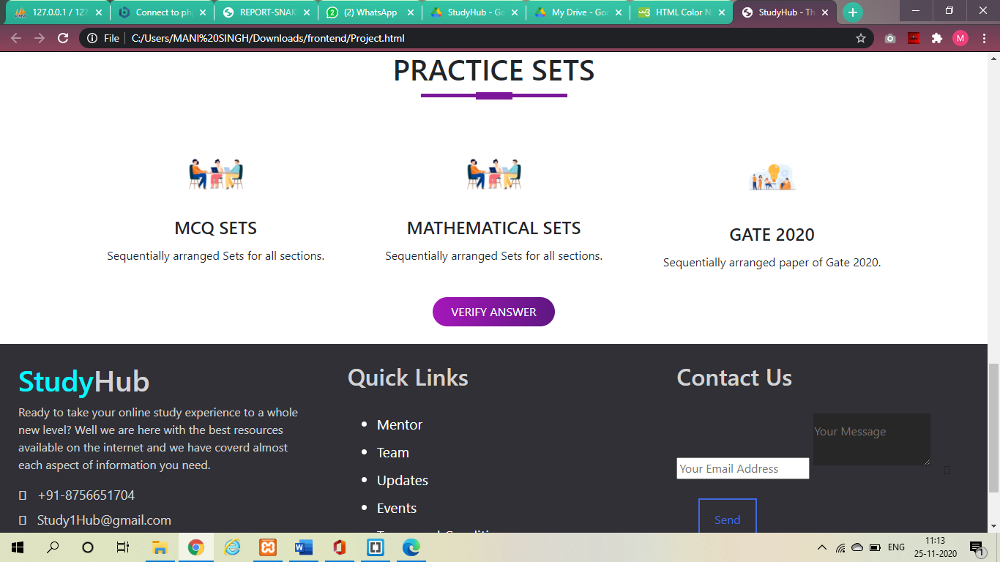 127.0.0.1 / 127
Connect to ph
REPORT-SNAK
(2) WhatsApp
StudyHub - Go
My Drive - Goo
HTML Color N
StudyHub - Th
File
C:/Users/MANI%20SINGH/Downloads/frontend/Project.html
M
PRACTICE SETS
MCQ SETS
MATHEMATICAL SETS
GATE 2020
Sequentially arranged Sets for all sections.
Sequentially arranged Sets for all sections.
Sequentially arranged paper of Gate 2020.
VERIFY ANSWER
StudyHub
Ready to take your online study experience to a whole
new level? Well we are here with the best resources
available on the internet and we have coverd almost
each aspect of information you need.
+91-8756651704
Study1Hub@gmail.com
Quick Links
Mentor
Team
Updates
Events
Contact Us
Your Email Address
Your Message
Send
ENG
11:13
25-11-2020
1